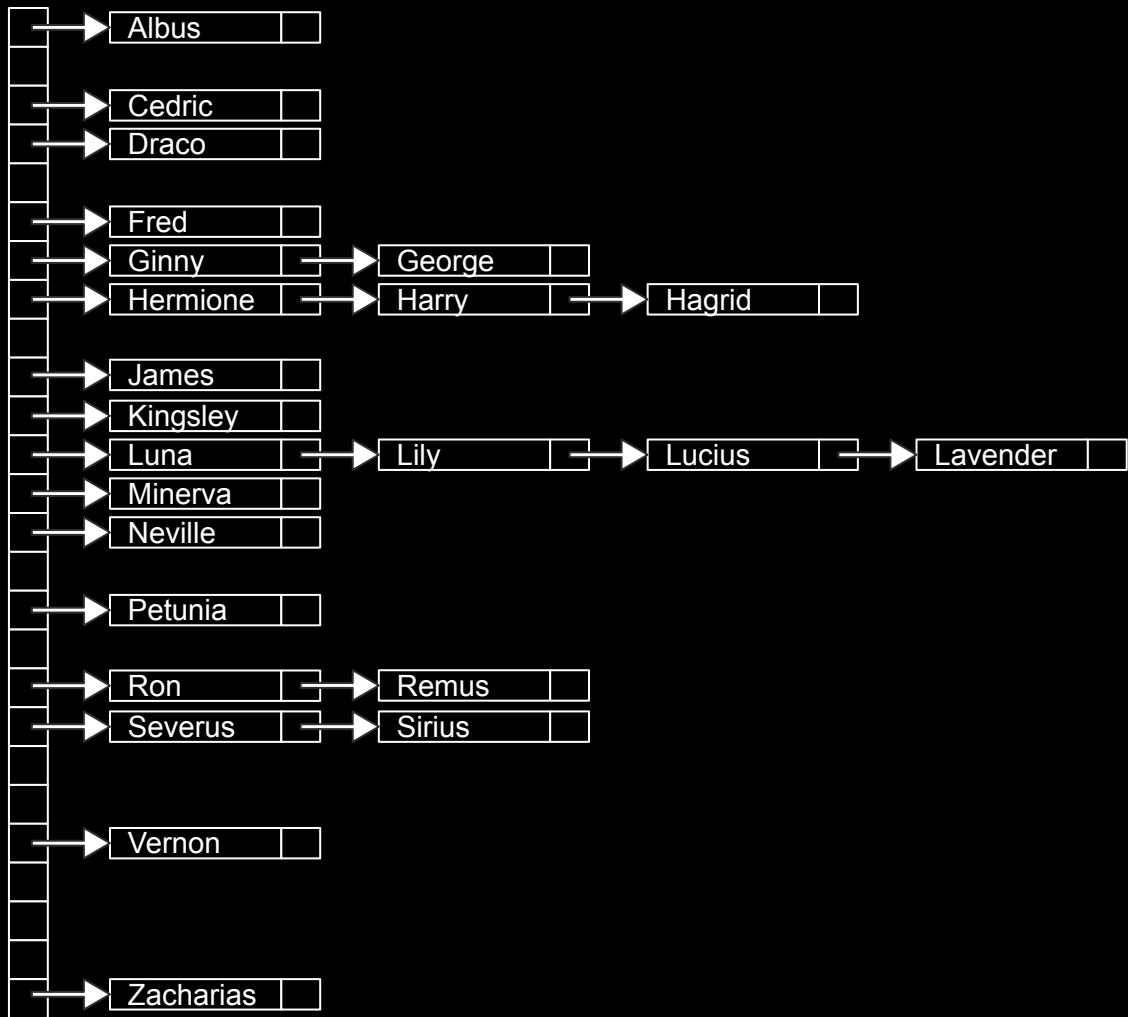 Albus
Cedric
Draco
Fred
Ginny George
Hermione Harry Hagrid
James
Kingsley
Luna Lily Lucius Lavender
Minerva
Neville
Petunia
Ron Remus
Severus Sirius
Vernon
Zacharias